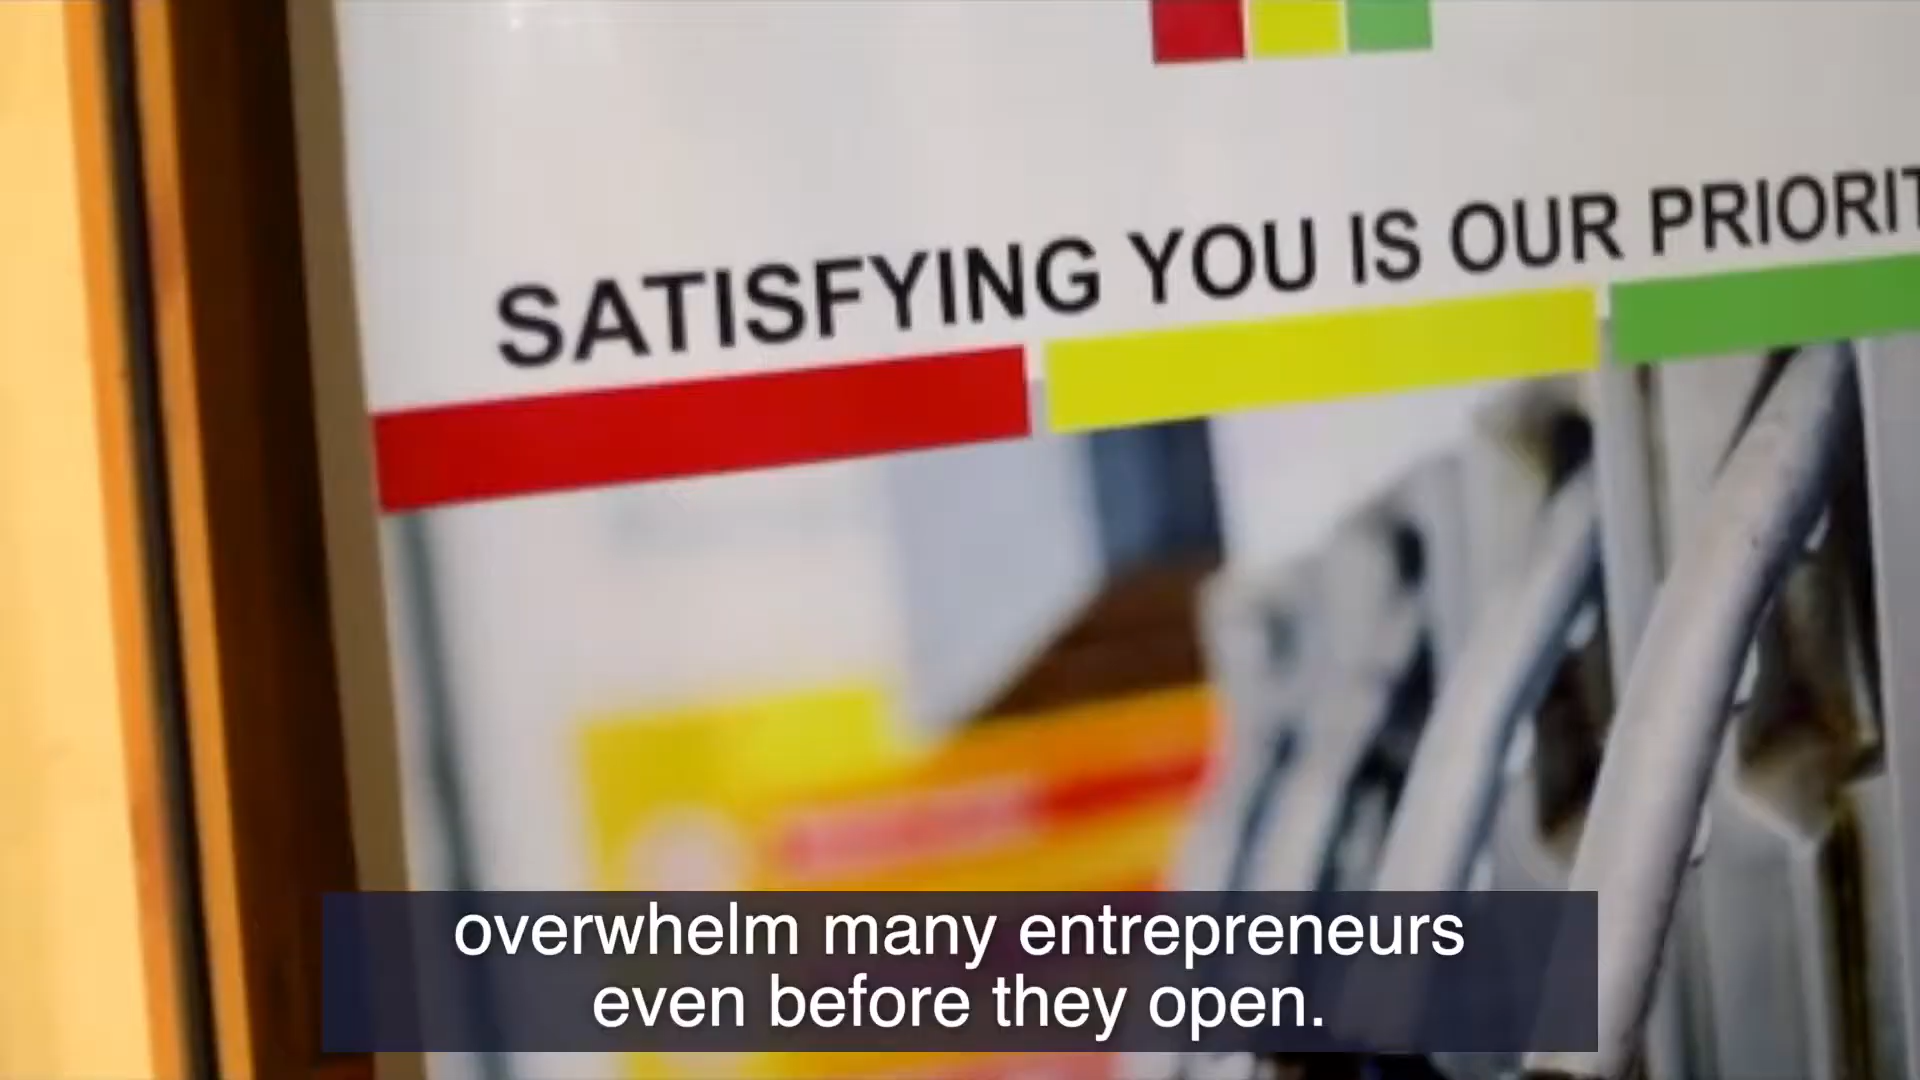 SATISFYING YOU IS OUR PRIORIT
overwhelm many entrepreneurs
even before they open.